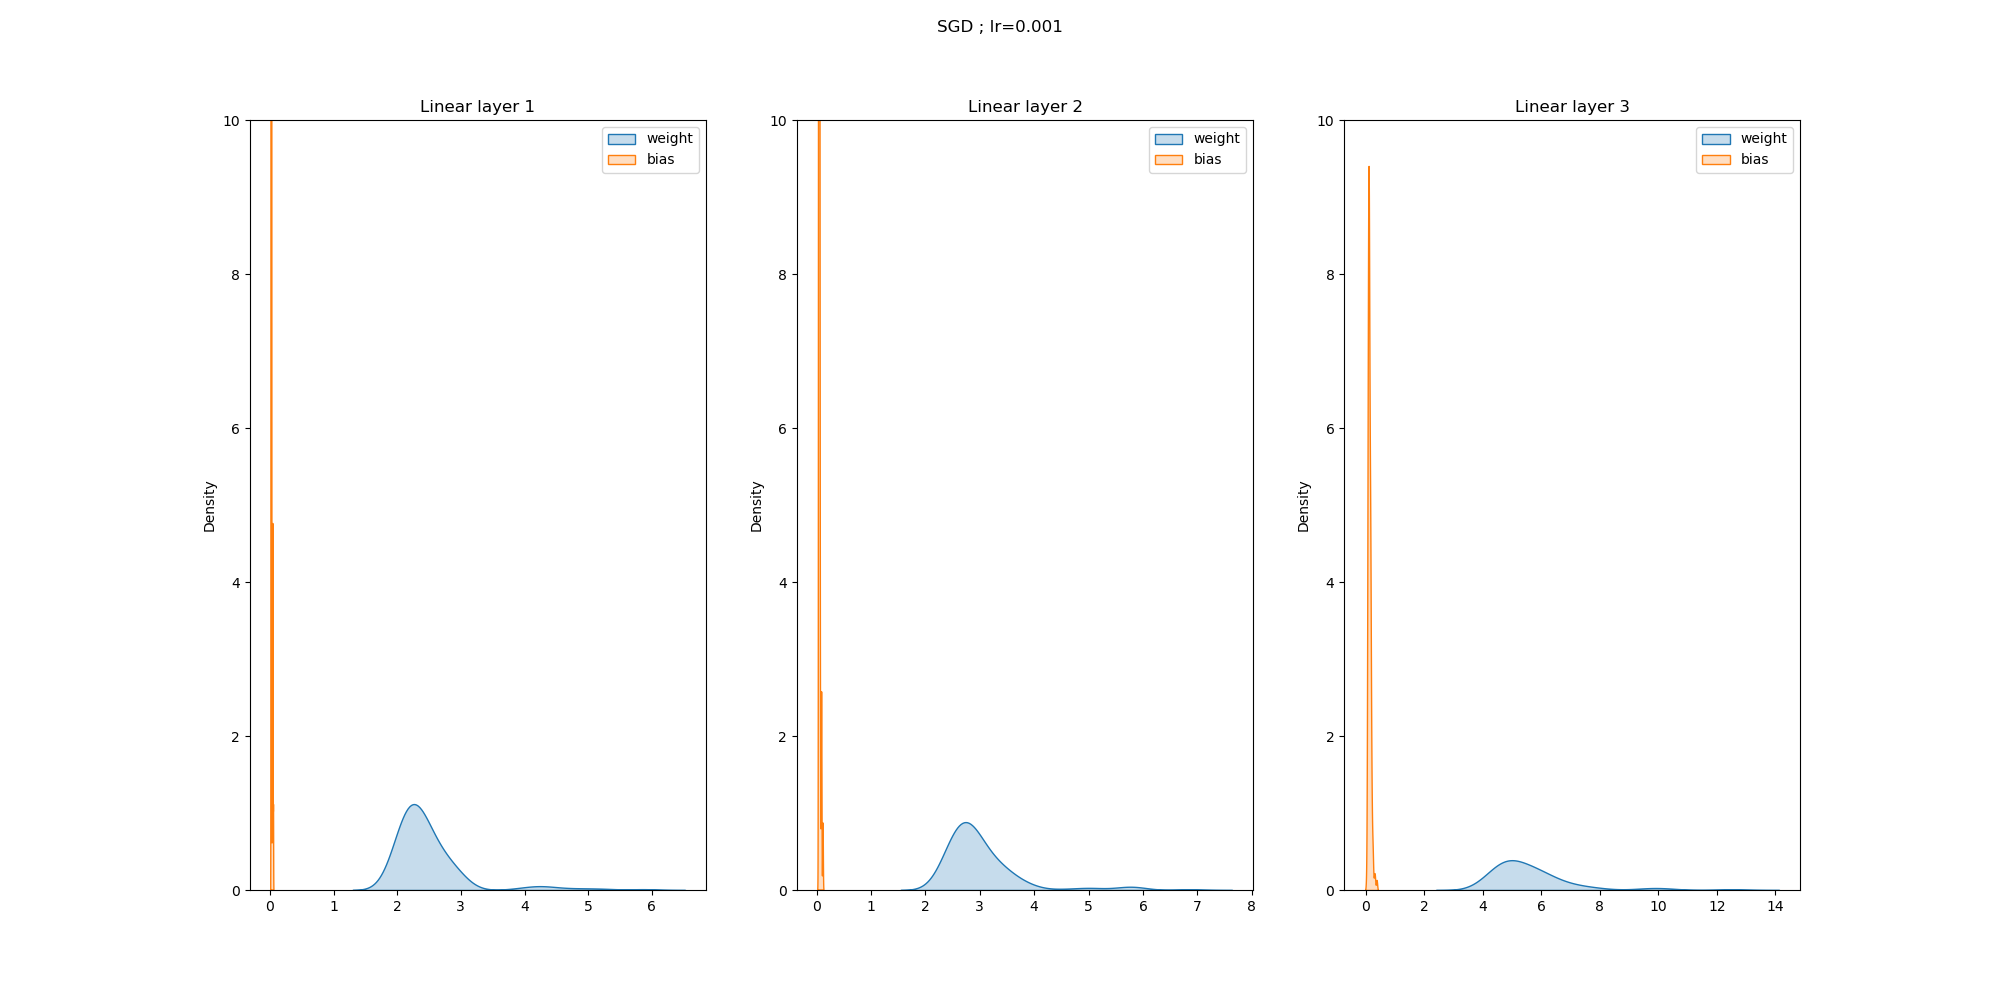 SGD ; lr=0.001
Linear layer 1
Density
10
8
6
4
2
0
0 1 2 3 4 5 6
weight
bias
Linear layer 2
Density
10
8
6
4
2
0
0 1 2 3 4 5 6 7 8
weight
bias
Linear layer 3
Density
10
8
6
4
2
0
0 2 4 6 8 10 12 14
weight
bias